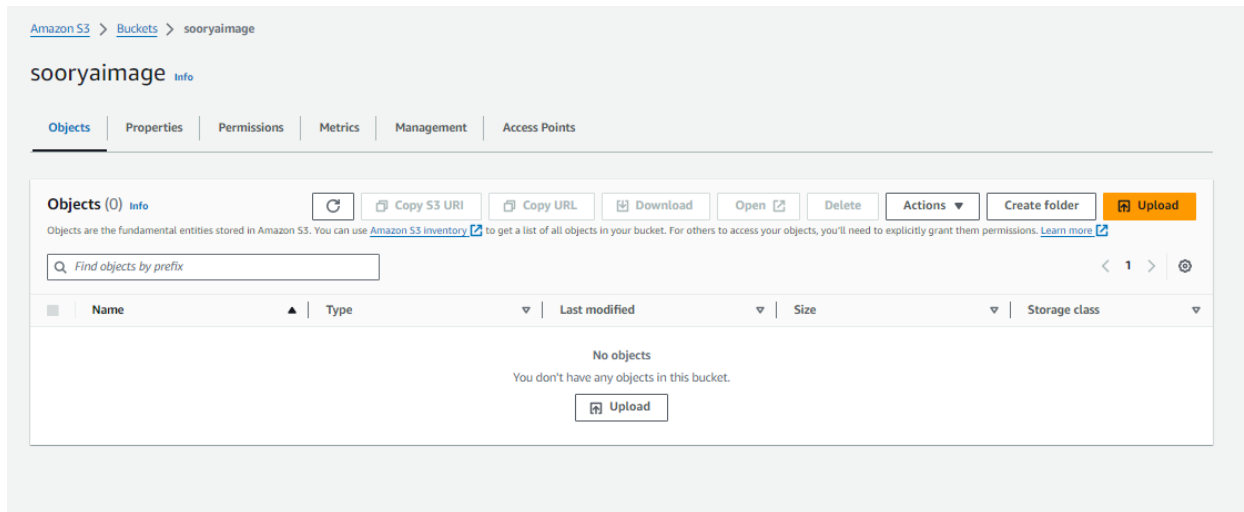 Amazon S3 > Buckets > sooryaimage
sooryaimage Info
Objects Properties Permissions Metrics Management Access Points
Objects (0) Info Copy S3 URI Copy URL Download Open Delete Actions Create folder Upload
Objects are the fundamental entities stored in Amazon S3. You can use Amazon S3 inventory to get a list of all objects in your bucket. For others to access your objects, you'll need to explicitly grant them permissions. Learn more
Find objects by prefix < 1 >
Name Type Last modified Size Storage class
No objects
You don't have any objects in this bucket.
Upload